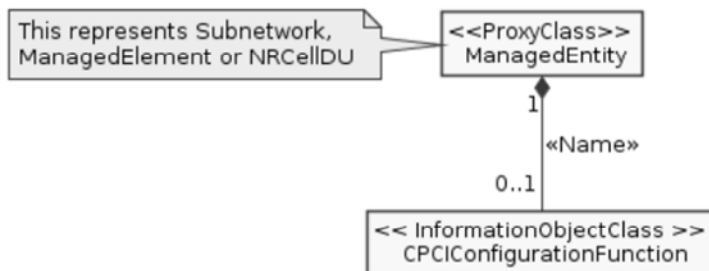 This represents Subnetwork,
ManagedElement or NRCellDU
<<ProxyClass>>
ManagedEntity
1
«Name»
0..1
<< InformationObjectClass >>
CPCIConfigurationFunction